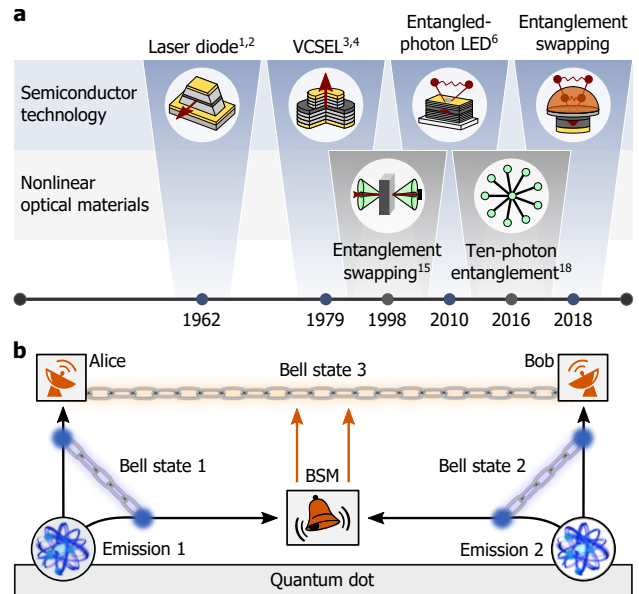 a
Laser diode1,2
VCSEL3,4
Entangled-
photon LED6
Entanglement
swapping
Semiconductor
technology
Nonlinear
optical materials
Entanglement
swapping15
Ten-photon
entanglement18
1962
1979
1998
2010
2016
2018
b
Alice
Bell state 3
Bob
Bell state 1
BSM
Bell state 2
Emission 1
Emission 2
Quantum dot